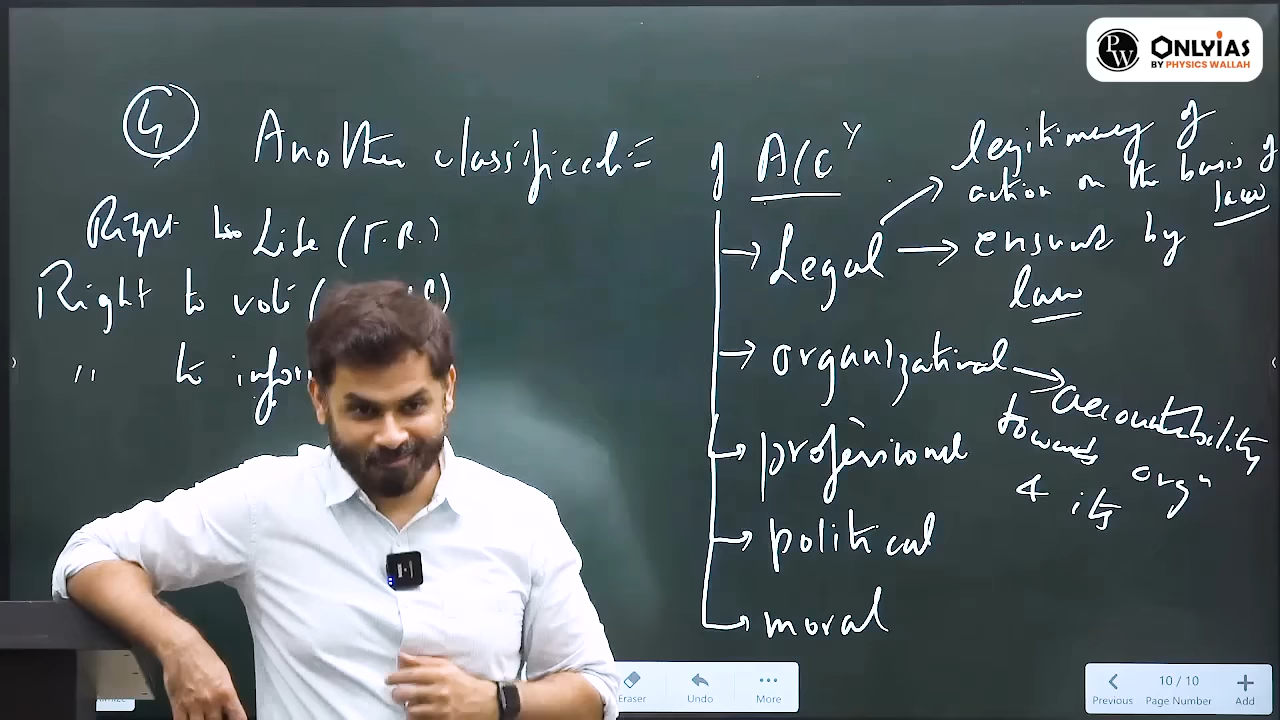 4 Another classificatn of A/Cy
Right to Life (F.R.)
Right to vote
" to infor
Legal
legitimacy of
action on the basis of
law
ensured by
law
organizational
accountability
towards orgn
& its
professional
political
moral
PW ONLYIAS
BY PHYSICS WALLAH
Eraser
Undo
More
Previous
10 / 10
Page Number
Add